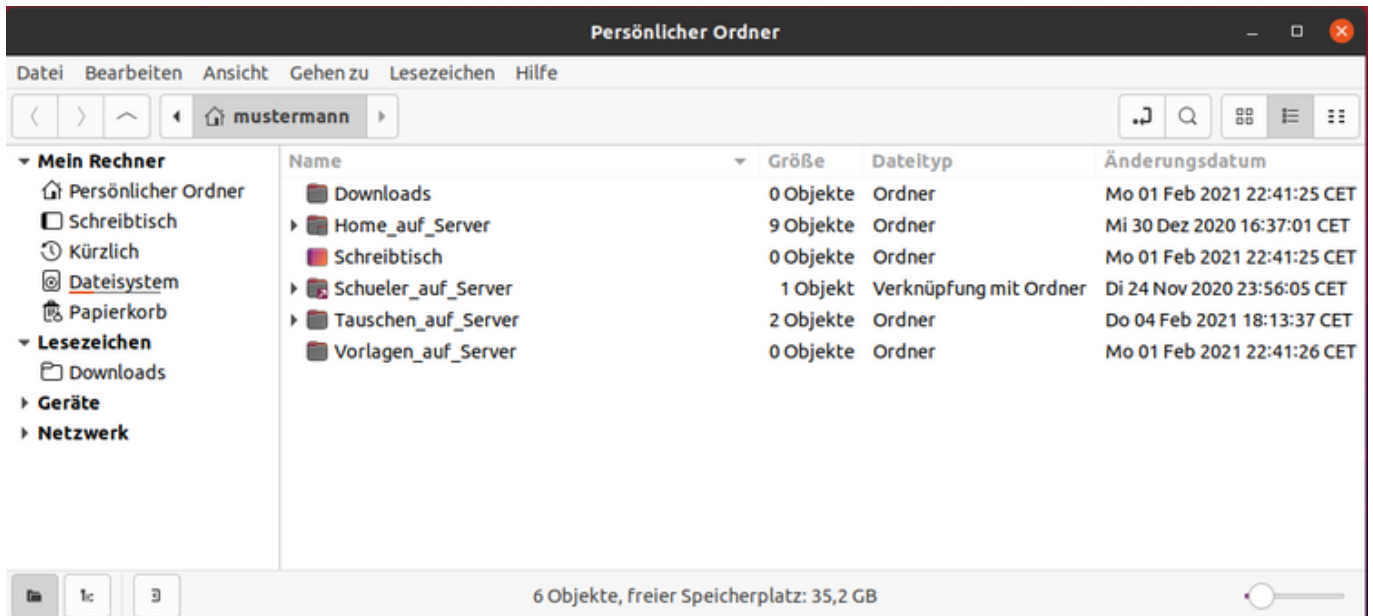 Persönlicher Ordner
Datei Bearbeiten Ansicht Gehen zu Lesezeichen Hilfe
mustermann
Mein Rechner
Persönlicher Ordner
Schreibtisch
Kürzlich
Dateisystem
Papierkorb
Lesezeichen
Downloads
Geräte
Netzwerk
Name Größe Dateityp Änderungsdatum
Downloads 0 Objekte Ordner Mo 01 Feb 2021 22:41:25 CET
Home_auf_Server 9 Objekte Ordner Mi 30 Dez 2020 16:37:01 CET
Schreibtisch 0 Objekte Ordner Mo 01 Feb 2021 22:41:25 CET
Schueler_auf_Server 1 Objekt Verknüpfung mit Ordner Di 24 Nov 2020 23:56:05 CET
Tauschen_auf_Server 2 Objekte Ordner Do 04 Feb 2021 18:13:37 CET
Vorlagen_auf_Server 0 Objekte Ordner Mo 01 Feb 2021 22:41:26 CET
6 Objekte, freier Speicherplatz: 35,2 GB